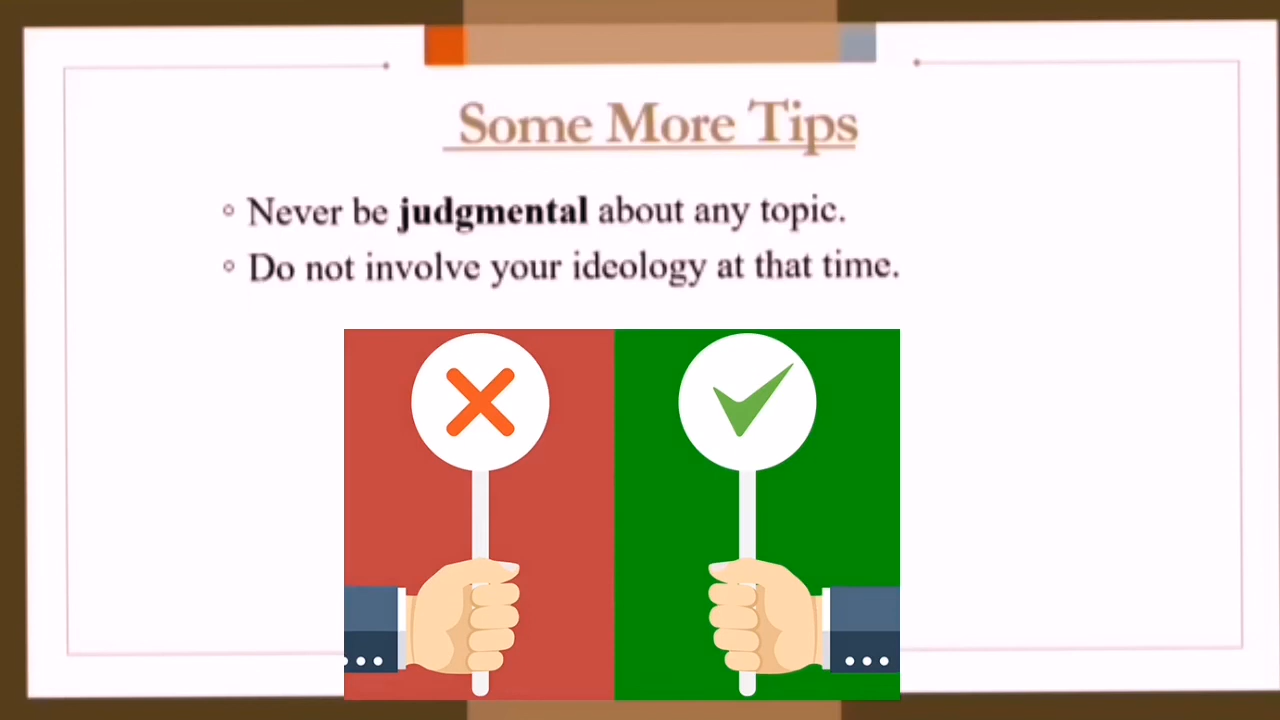 Some More Tips
Never be judgmental about any topic.
Do not involve your ideology at that time.